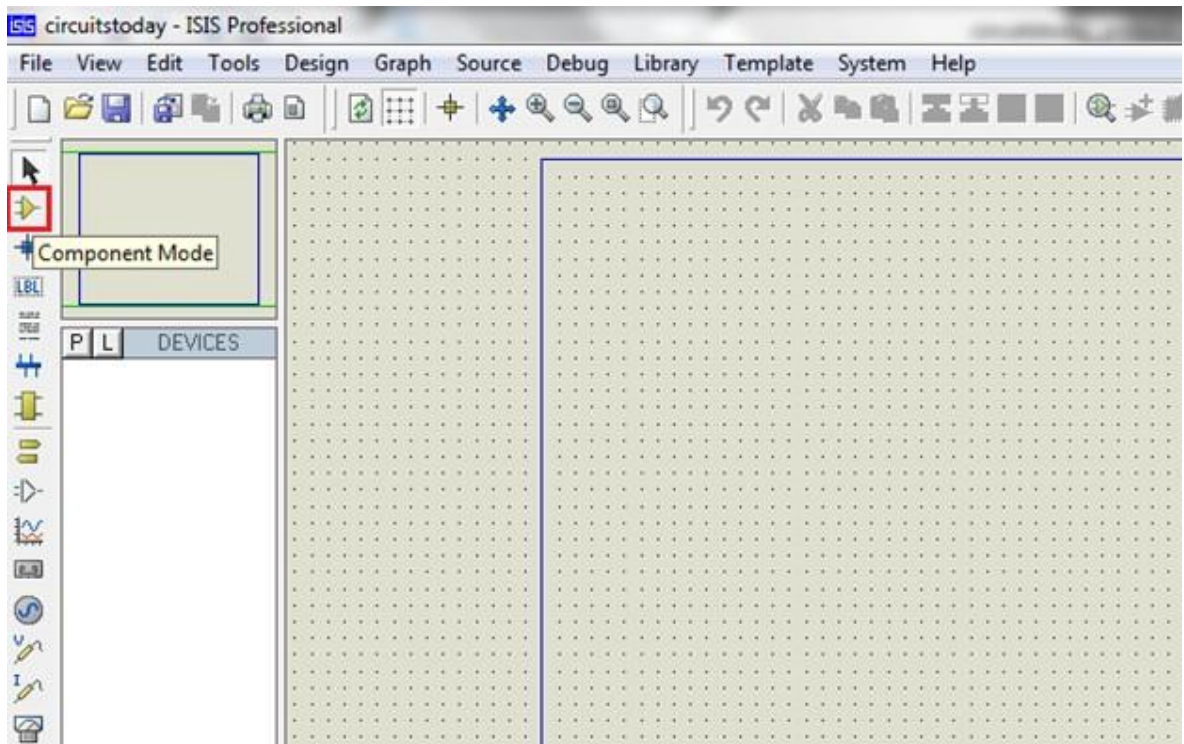 ISIS circuitstoday - ISIS Professional
File View Edit Tools Design Graph Source Debug Library Template System Help
Component Mode
LBL
P L DEVICES
V
I